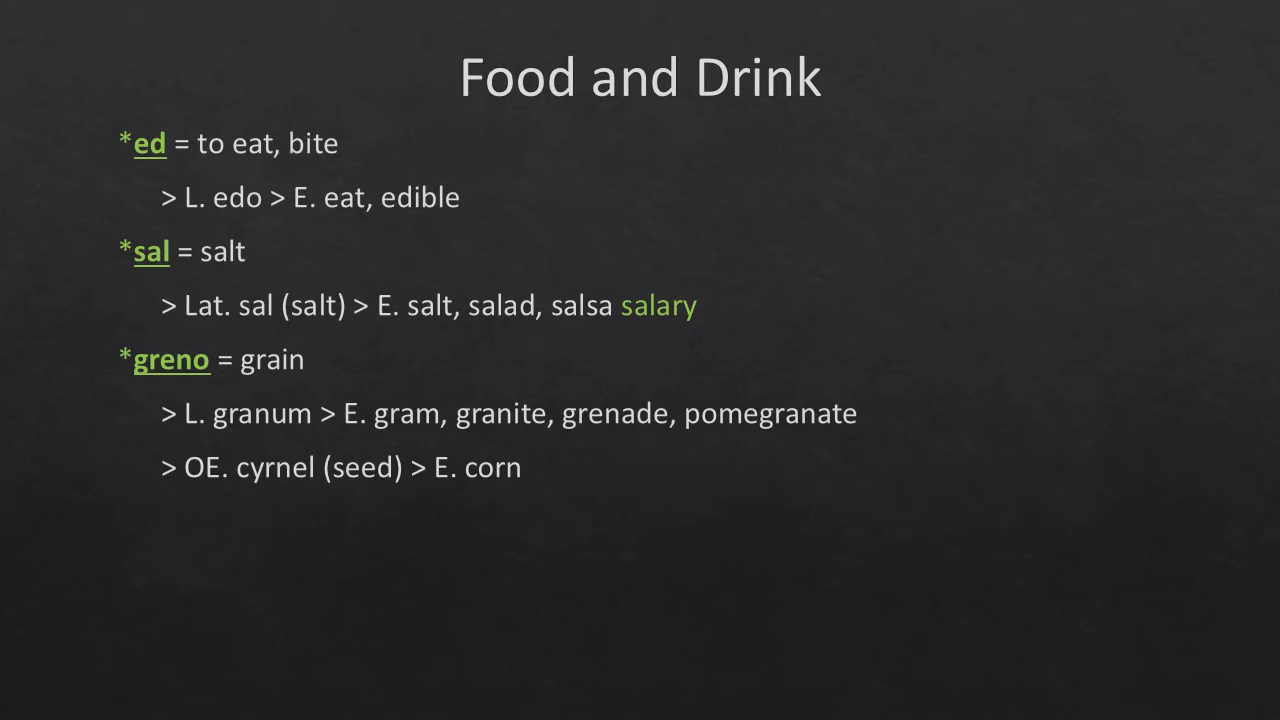 Food and Drink
*ed = to eat, bite
> L. edo > E. eat, edible
*sal = salt
> Lat. sal (salt) > E. salt, salad, salsa salary
*greno = grain
> L. granum > E. gram, granite, grenade, pomegranate
> OE. cyrnel (seed) > E. corn